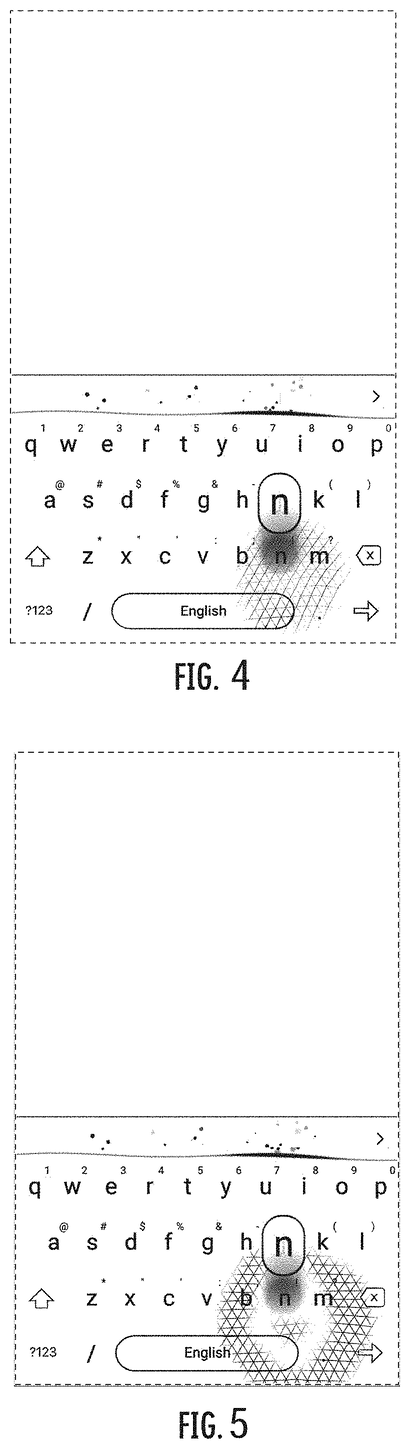 1 2 3 4 5 6 7 8 9 0
q w e r t y u i o p
@ # $ % & - ( )
a s d f g h n k l
* " ' : ; ?
z x c v b n m x
?123 / English
FIG. 4
1 2 3 4 5 6 7 8 9 0
q w e r t y u i o p
@ # $ % & - ( )
a s d f g h n k l
* " ' : ; !
z x c v b n m x
?123 / English
FIG. 5